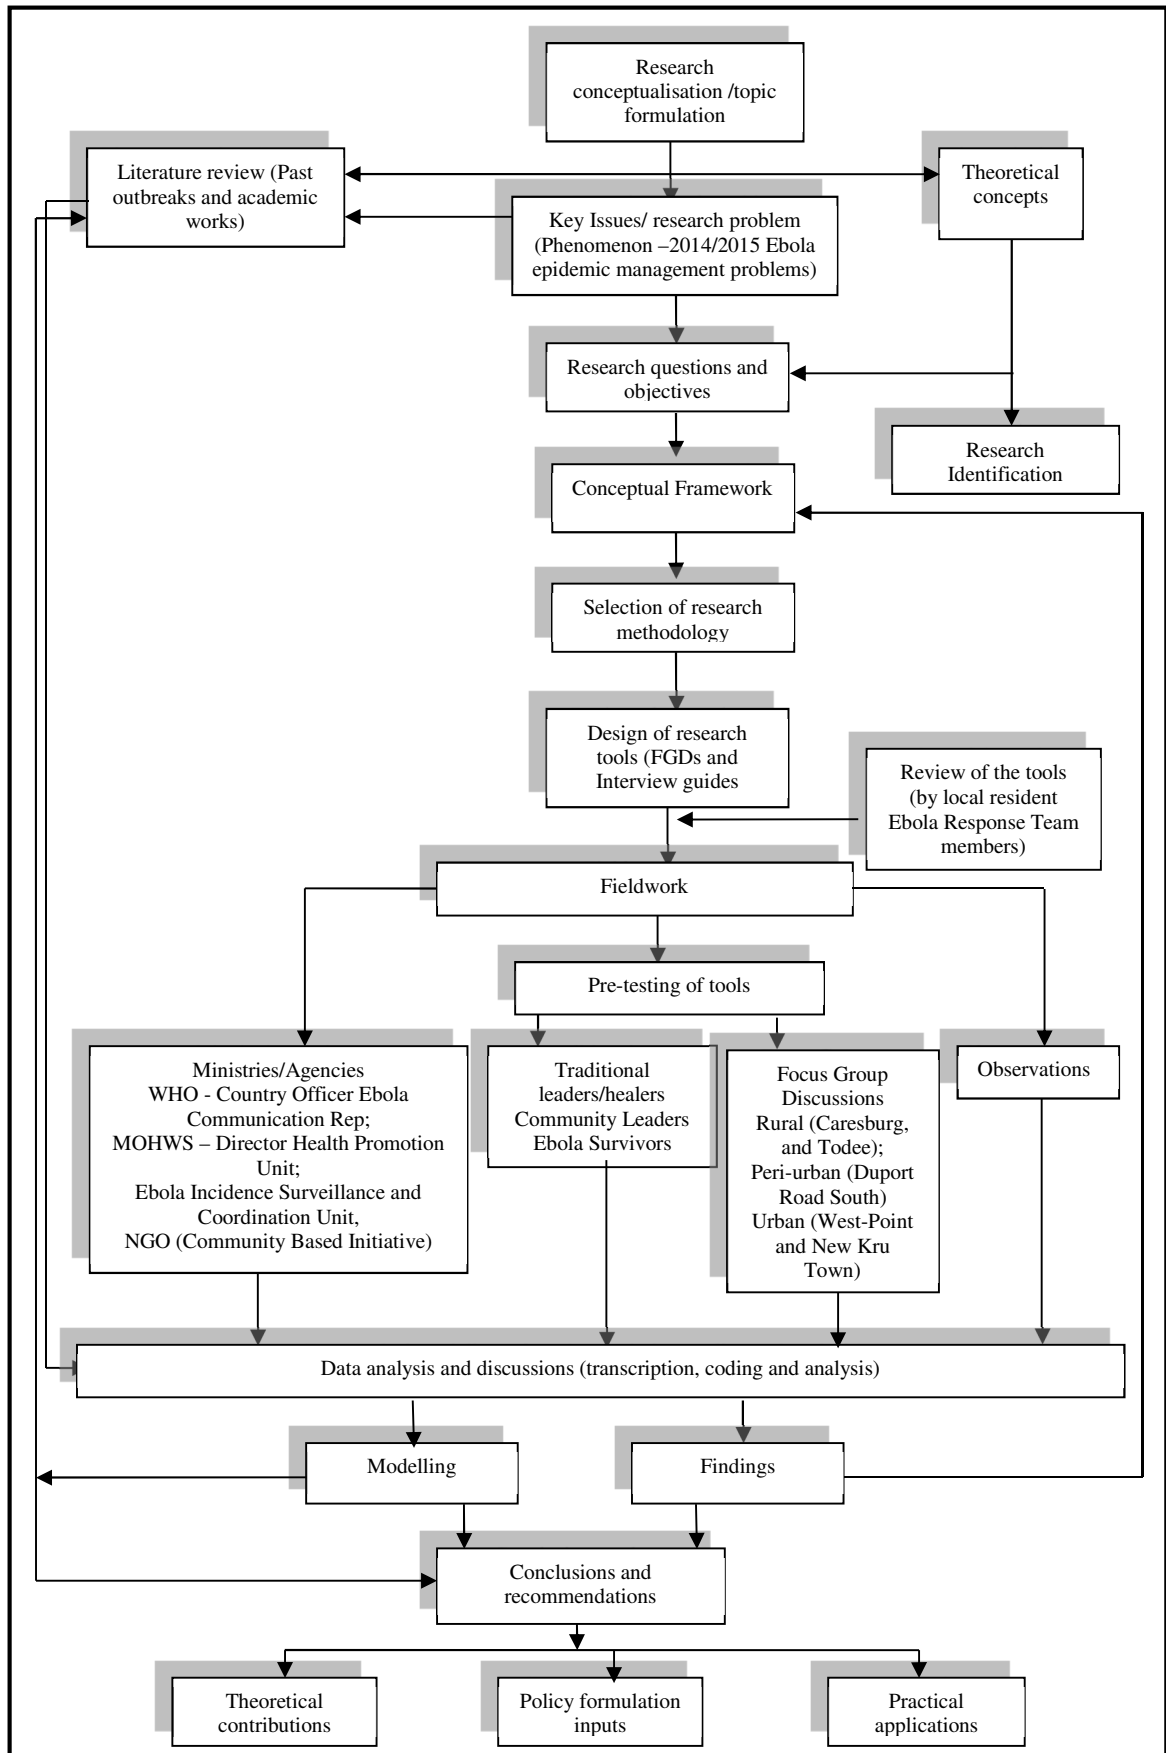 Research
conceptualisation /topic
formulation
Literature review (Past
outbreaks and academic
works)
Theoretical
concepts
Key Issues/ research problem
(Phenomenon –2014/2015 Ebola
epidemic management problems)
Research questions and
objectives
Research
Identification
Conceptual Framework
Selection of research
methodology
Design of research
tools (FGDs and
Interview guides
Review of the tools
(by local resident
Ebola Response Team
members)
Fieldwork
Pre-testing of tools
Ministries/Agencies
WHO - Country Officer Ebola
Communication Rep;
MOHWS – Director Health Promotion
Unit;
Ebola Incidence Surveillance and
Coordination Unit,
NGO (Community Based Initiative)
Traditional
leaders/healers
Community Leaders
Ebola Survivors
Focus Group
Discussions
Rural (Caresburg,
and Todee);
Peri-urban (Duport
Road South)
Urban (West-Point
and New Kru
Town)
Observations
Data analysis and discussions (transcription, coding and analysis)
Modelling
Findings
Conclusions and
recommendations
Theoretical
contributions
Policy formulation
inputs
Practical
applications